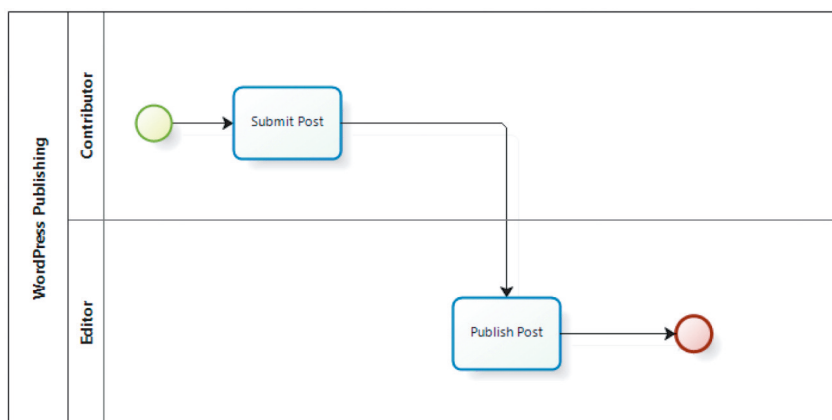 WordPress Publishing
Contributor
Submit Post
Editor
Publish Post